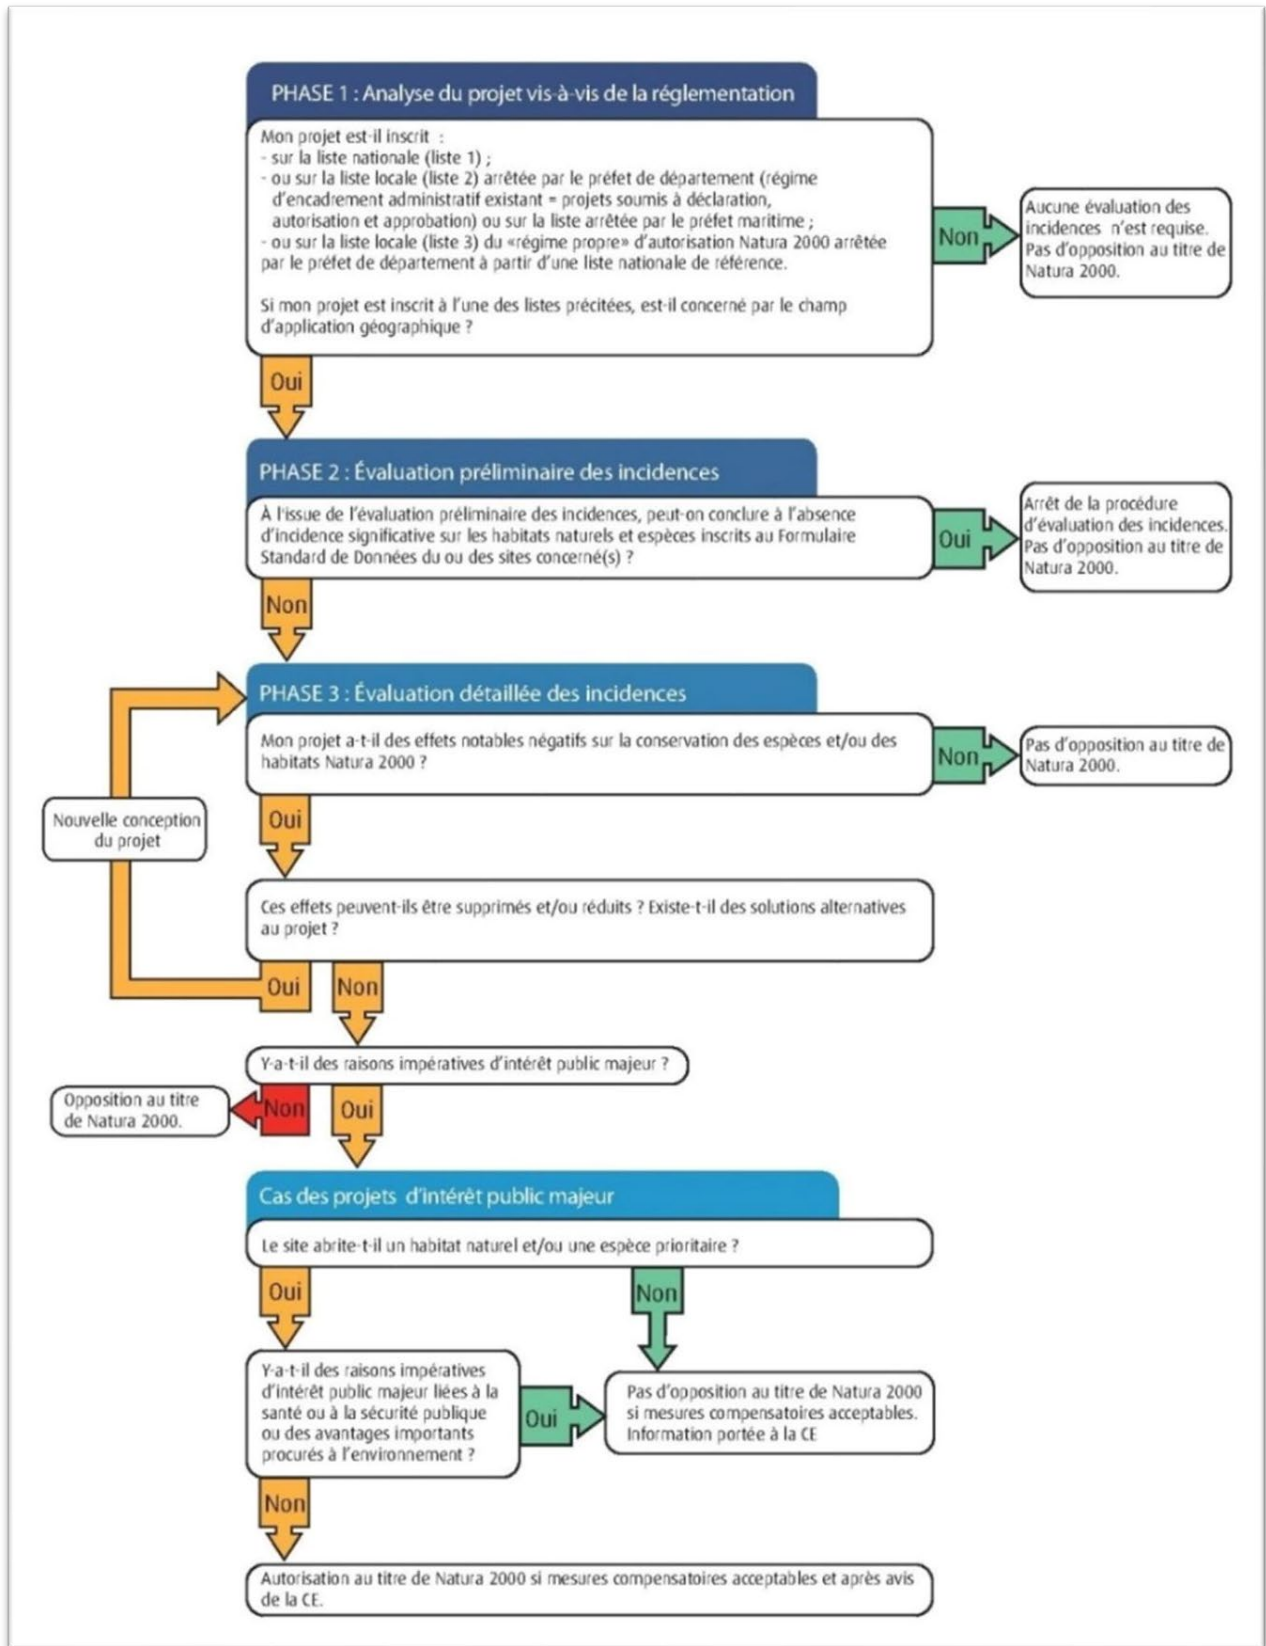 PHASE 1 : Analyse du projet vis-à-vis de la réglementation
Mon projet est-il inscrit :
- sur la liste nationale (liste 1) ;
- ou sur la liste locale (liste 2) arrêtée par le préfet de département (régime
d'encadrement administratif existant = projets soumis à déclaration,
autorisation et approbation) ou sur la liste arrêtée par le préfet maritime ;
- ou sur la liste locale (liste 3) du «régime propre» d'autorisation Natura 2000 arrêtée
par le préfet de département à partir d'une liste nationale de référence.
Si mon projet est inscrit à l'une des listes précitées, est-il concerné par le champ
d'application géographique ?
Non
Aucune évaluation des
incidences n'est requise.
Pas d'opposition au titre de
Natura 2000.
Oui
PHASE 2 : Évaluation préliminaire des incidences
À l'issue de l'évaluation préliminaire des incidences, peut-on conclure à l'absence
d'incidence significative sur les habitats naturels et espèces inscrits au Formulaire
Standard de Données du ou des sites concerné(s) ?
Oui
Arrêt de la procédure
d'évaluation des incidences.
Pas d'opposition au titre de
Natura 2000.
Non
PHASE 3 : Évaluation détaillée des incidences
Mon projet a-t-il des effets notables négatifs sur la conservation des espèces et/ou des
habitats Natura 2000 ?
Non
Pas d'opposition au titre de
Natura 2000.
Oui
Nouvelle conception
du projet
Ces effets peuvent-ils être supprimés et/ou réduits ? Existe-t-il des solutions alternatives
au projet ?
Oui
Non
Y-a-t-il des raisons impératives d'intérêt public majeur ?
Opposition au titre
de Natura 2000.
Non
Oui
Cas des projets d'intérêt public majeur
Le site abrite-t-il un habitat naturel et/ou une espèce prioritaire ?
Oui
Non
Y-a-t-il des raisons impératives
d'intérêt public majeur liées à la
santé ou à la sécurité publique
ou des avantages importants
procurés à l'environnement ?
Oui
Pas d'opposition au titre de Natura 2000
si mesures compensatoires acceptables.
Information portée à la CE
Non
Autorisation au titre de Natura 2000 si mesures compensatoires acceptables et après avis
de la CE.